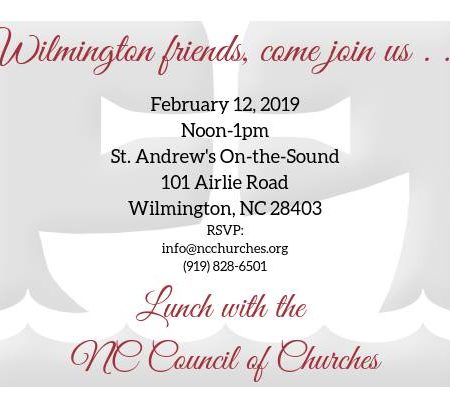 Wilmington friends, come join us . . .
February 12, 2019
Noon-1pm
St. Andrew's On-the-Sound
101 Airlie Road
Wilmington, NC 28403
RSVP:
info@ncchurches.org
(919) 828-6501
Lunch with the
NC Council of Churches